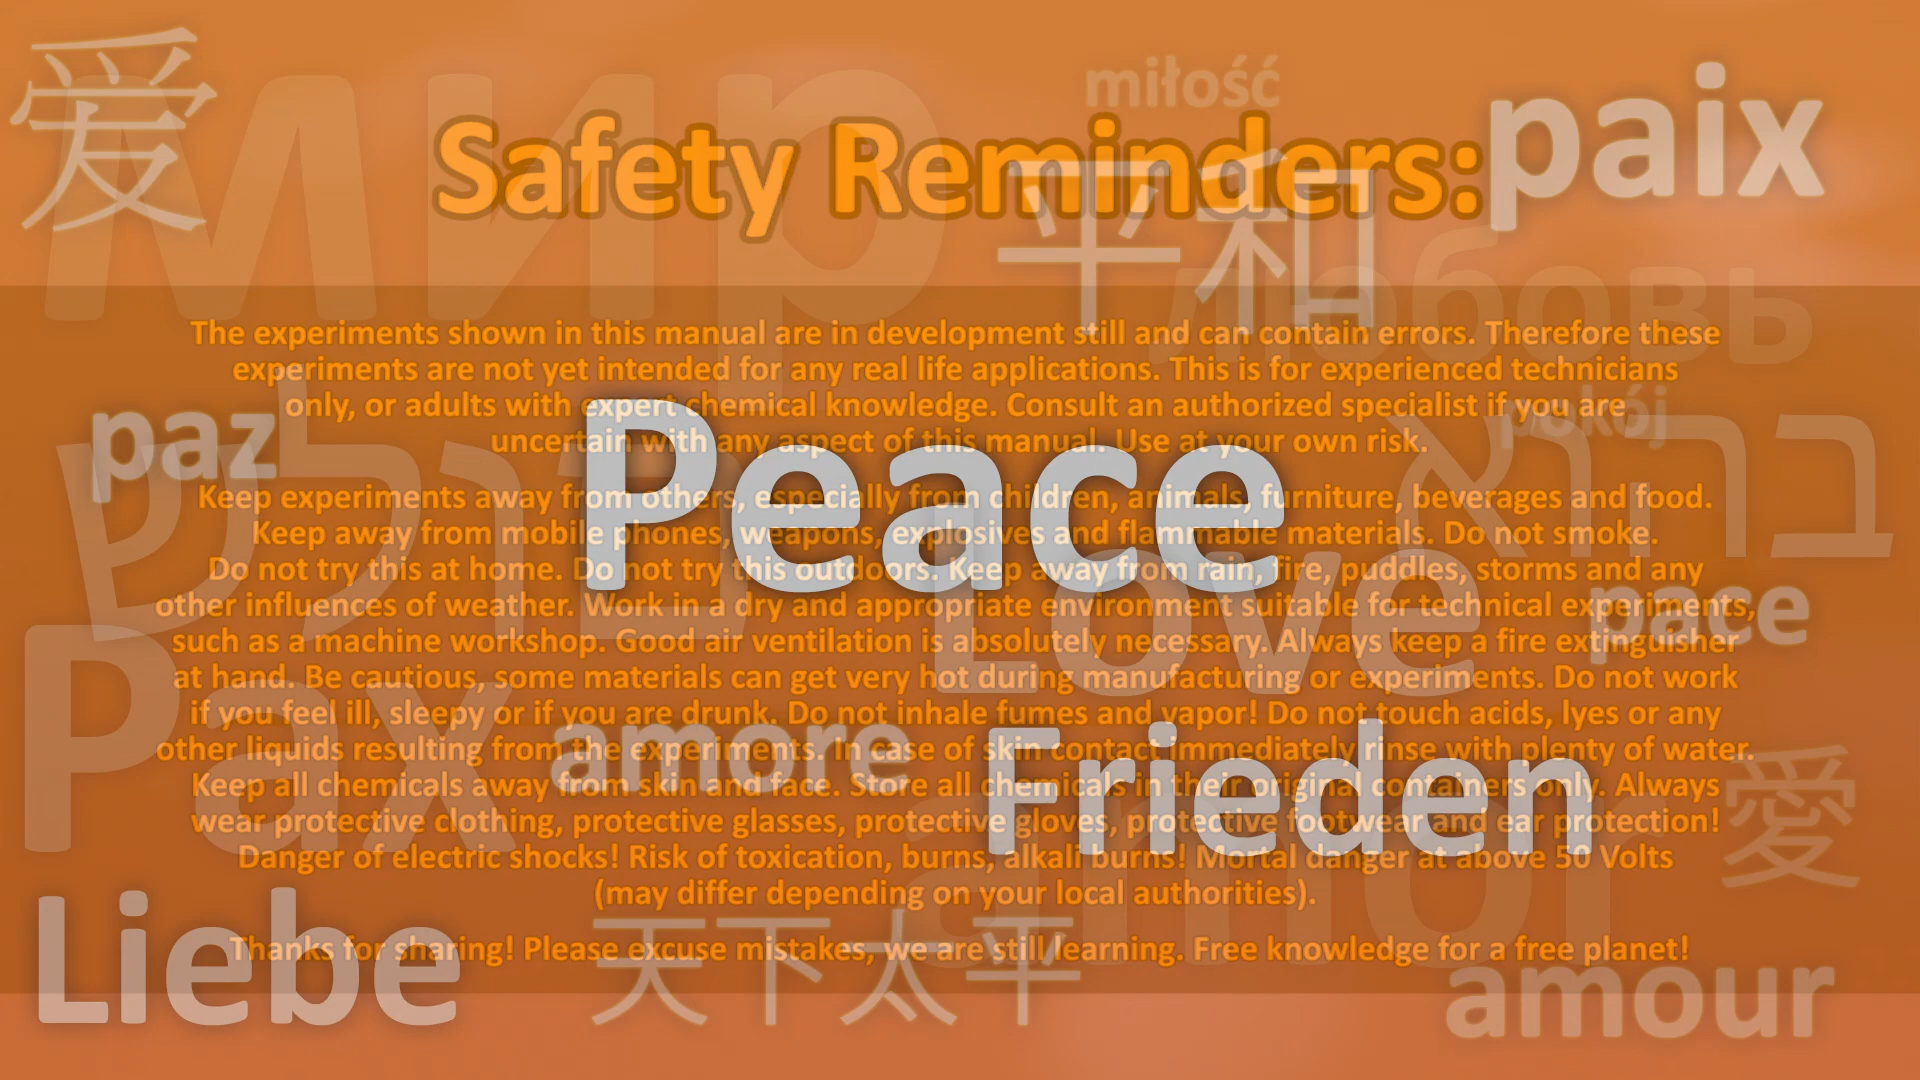 爱
Мир
miłość
paix
Safety Reminders:
平和
любовь
The experiments shown in this manual are in development still and can contain errors. Therefore these
experiments are not yet intended for any real life applications. This is for experienced technicians
only, or adults with expert chemical knowledge. Consult an authorized specialist if you are
uncertain with any aspect of this manual. Use at your own risk.
paz
pokój
Peace
Keep experiments away from others, especially from children, animals, furniture, beverages and food.
Keep away from mobile phones, weapons, explosives and flammable materials. Do not smoke.
Do not try this at home. Do not try this outdoors. Keep away from rain, fire, puddles, storms and any
other influences of weather. Work in a dry and appropriate environment suitable for technical experiments,
such as a machine workshop. Good air ventilation is absolutely necessary. Always keep a fire extinguisher
at hand. Be cautious, some materials can get very hot during manufacturing or experiments. Do not work
if you feel ill, sleepy or if you are drunk. Do not inhale fumes and vapor! Do not touch acids, lyes or any
other liquids resulting from the experiments. In case of skin contact immediately rinse with plenty of water.
Keep all chemicals away from skin and face. Store all chemicals in their original containers only. Always
wear protective clothing, protective glasses, protective gloves, protective footwear and ear protection!
Danger of electric shocks! Risk of toxication, burns, alkali burns! Mortal danger at above 50 Volts
(may differ depending on your local authorities).
םולש
בהוא
Love
pace
Pax
amore
Frieden
amor
愛
Liebe
天下太平
Thanks for sharing! Please excuse mistakes, we are still learning. Free knowledge for a free planet!
amour